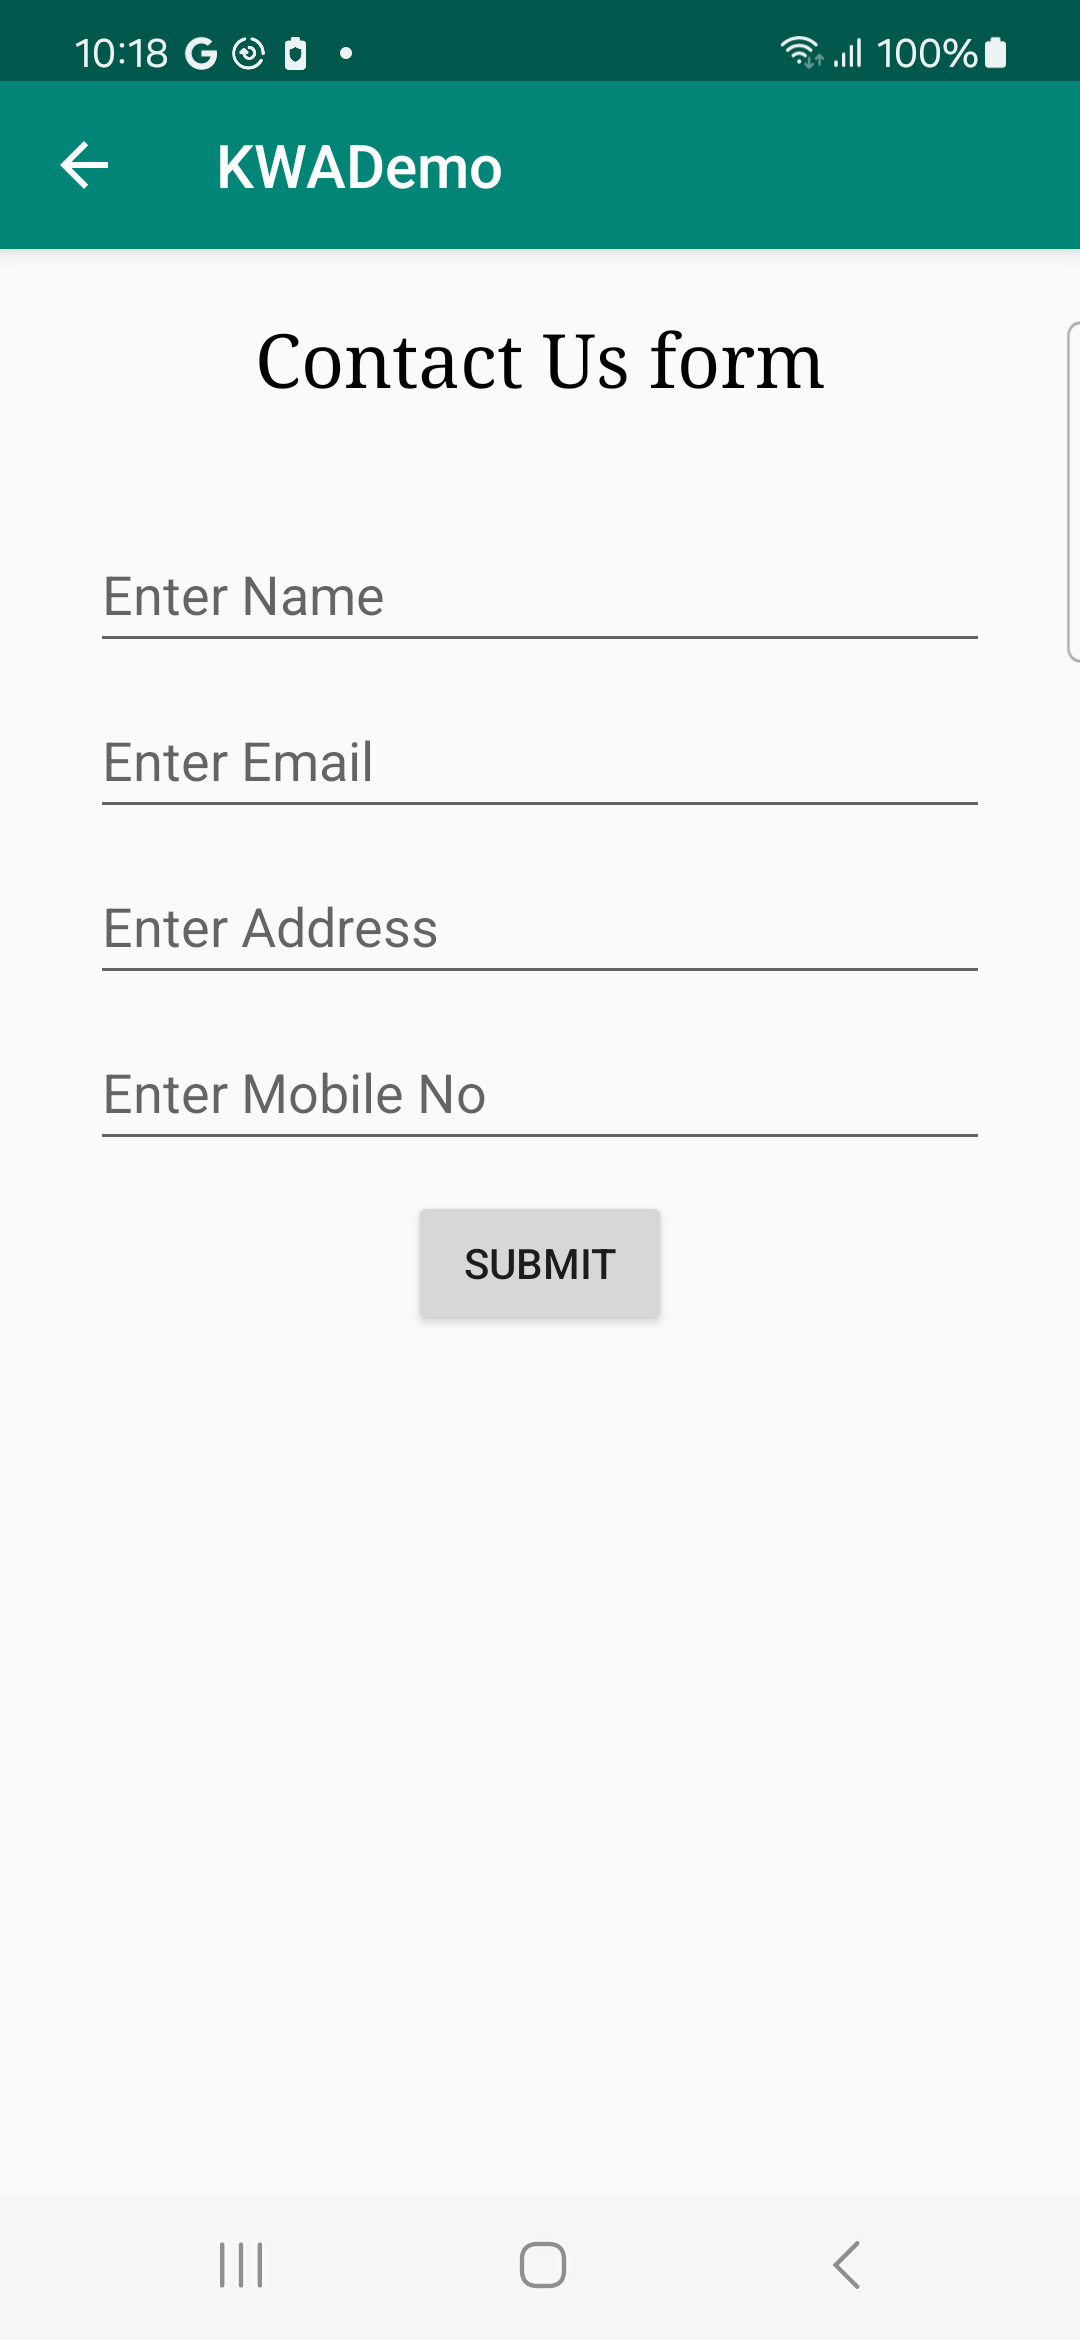 10:18 100%
KWADemo
Contact Us form
Enter Name
Enter Email
Enter Address
Enter Mobile No
SUBMIT